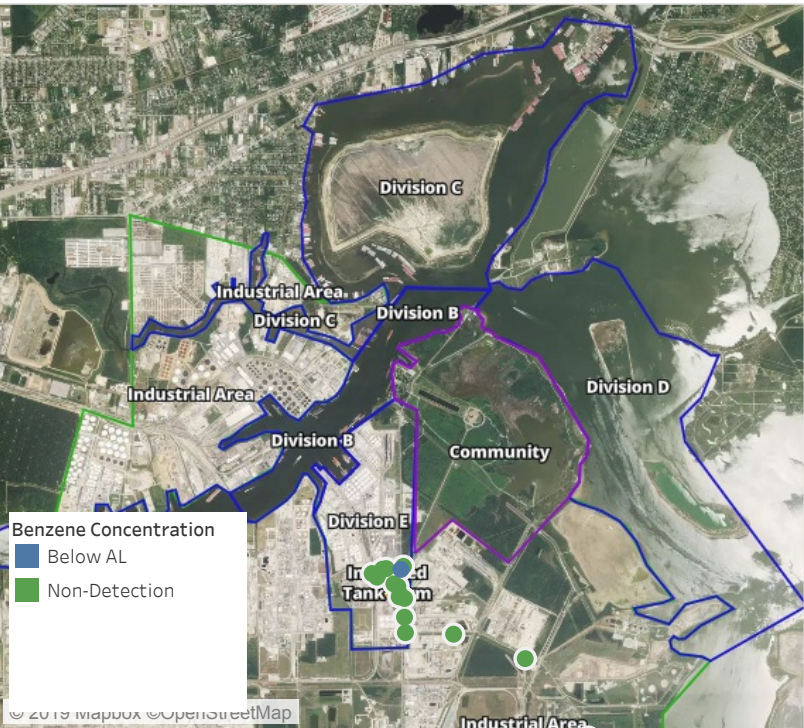 Division C
Industrial Area
Division C
Division B
Division D
Industrial Area
Division B
Community
Division E
Benzene Concentration
Below AL
Non-Detection
Tank
Industrial Area
© 2019 Mapbox ©OpenStreetMap